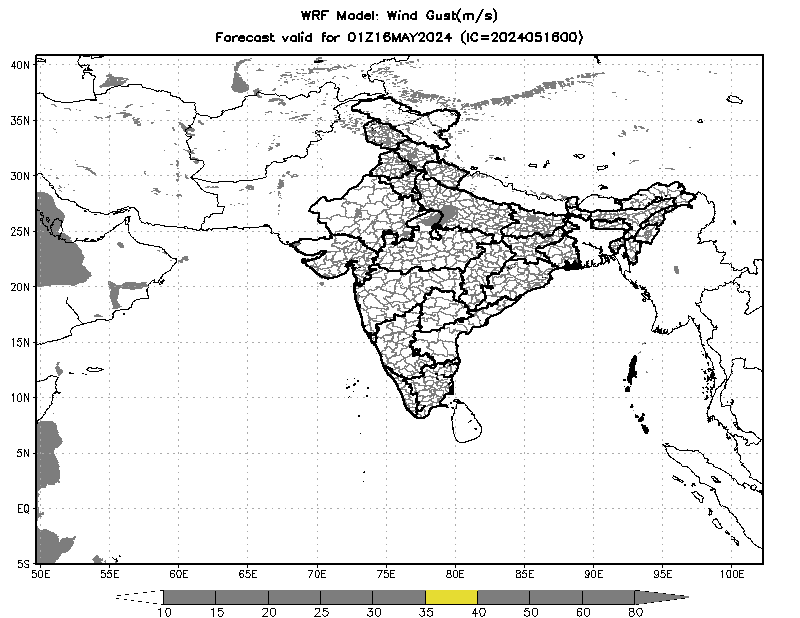 WRF Model: Wind Gust(m/s)
Forecast valid for 01Z16MAY2024 (IC=2024051600)
40N
35N
30N
25N
20N
15N
10N
5N
EQ
5S
50E 55E 60E 65E 70E 75E 80E 85E 90E 95E 100E
10 15 20 25 30 35 40 50 60 80